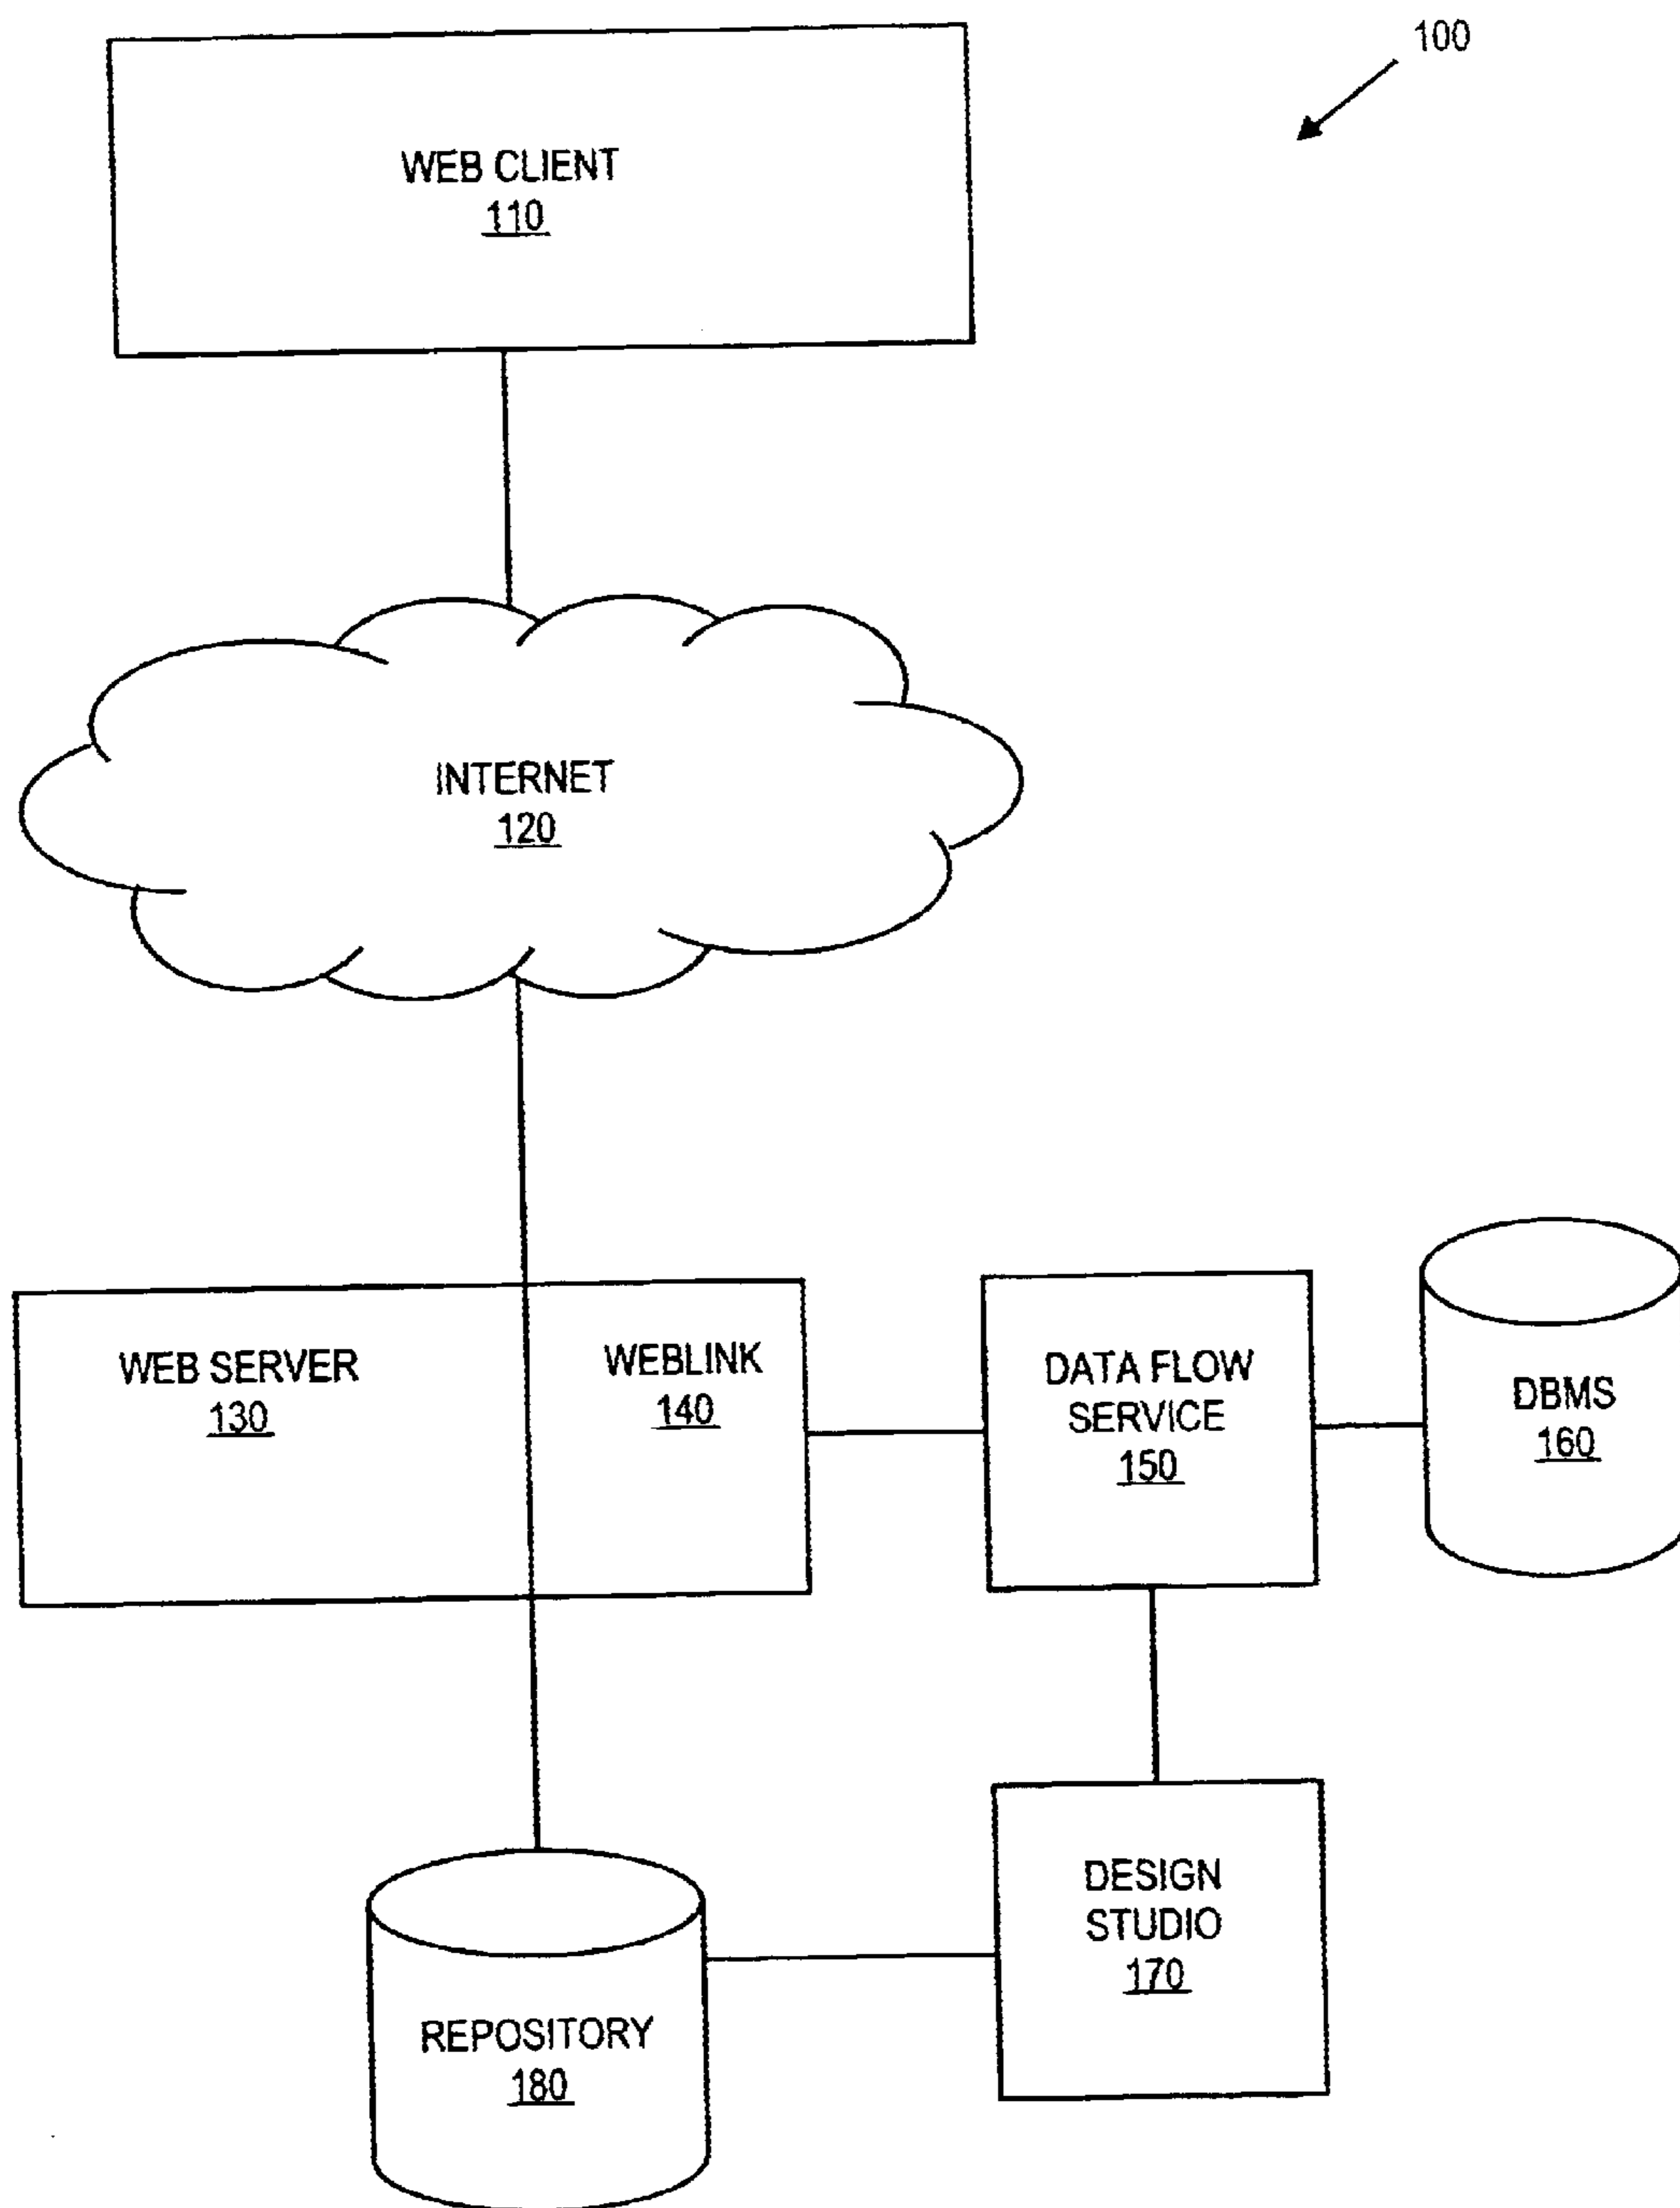 100
WEB CLIENT
110
INTERNET
120
WEB SERVER
130
WEBLINK
140
DATA FLOW
SERVICE
150
DBMS
160
DESIGN
STUDIO
170
REPOSITORY
180